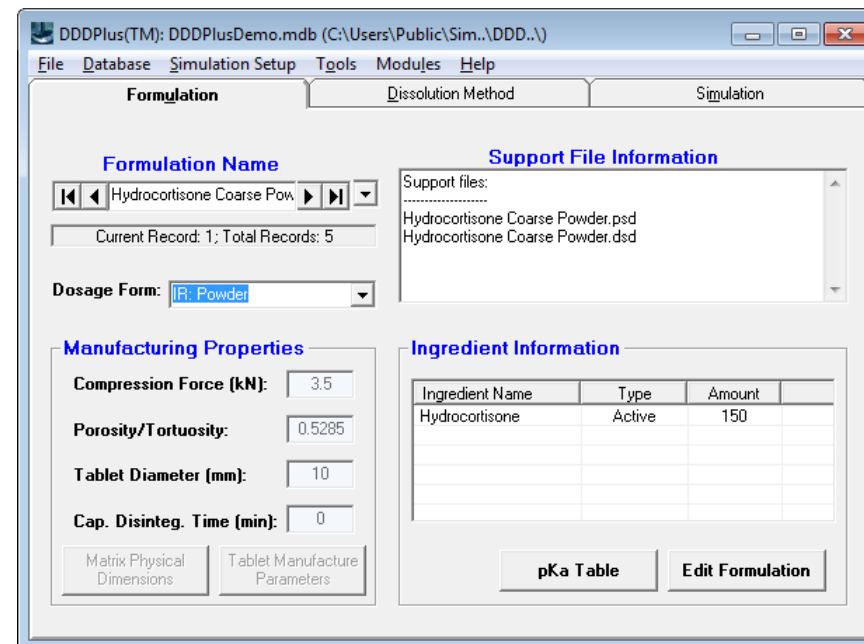 DDDPlus(TM): DDDPlusDemo.mdb (C:\Users\Public\Sim..\DDD..\)
File Database Simulation Setup Tools Modules Help
Formulation Dissolution Method Simulation
Formulation Name
Hydrocortisone Coarse Pow
Current Record: 1; Total Records: 5
Dosage Form: IR: Powder
Support File Information
Support files:
--------------------
Hydrocortisone Coarse Powder.psd
Hydrocortisone Coarse Powder.dsd
Manufacturing Properties
Compression Force (kN): 3.5
Porosity/Tortuosity: 0.5285
Tablet Diameter (mm): 10
Cap. Disinteg. Time (min): 0
Matrix Physical
Dimensions
Tablet Manufacture
Parameters
Ingredient Information
Ingredient Name Type Amount
Hydrocortisone Active 150
pKa Table Edit Formulation